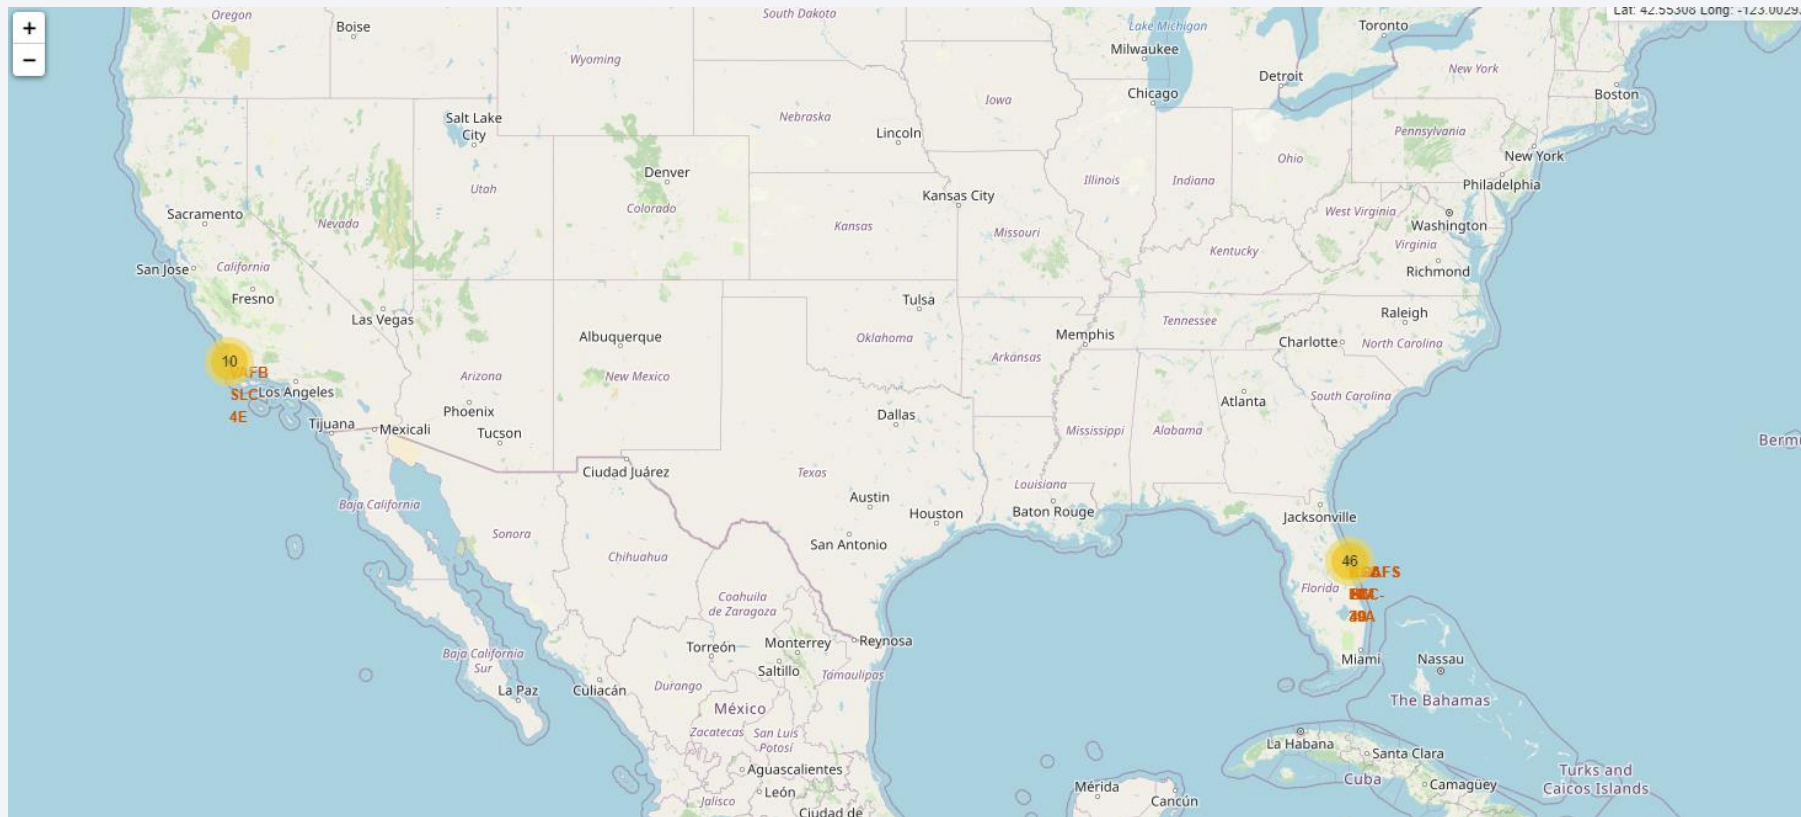 +
−
Lat: 42.55308 Long: -123.0029
Oregon
Boise
South Dakota
Lake Michigan
Toronto
Wyoming
Milwaukee
Detroit
New York
Chicago
Boston
Iowa
Salt Lake
City
Nebraska
Lincoln
Pennsylvania
New York
Ohio
Denver
Utah
Illinois
Indiana
Philadelphia
Kansas City
Colorado
Sacramento
Nevada
Kansas
Missouri
West Virginia
Washington
Virginia
Kentucky
San Jose
California
Richmond
Fresno
Las Vegas
Tulsa
Raleigh
Tennessee
Albuquerque
Oklahoma
Memphis
Charlotte
North Carolina
Arkansas
10
VAFB
SLC-
4E
Los Angeles
Arizona
New Mexico
Phoenix
Dallas
Atlanta
South Carolina
Tijuana
Mexicali
Tucson
Mississippi
Alabama
Ciudad Juárez
Texas
Louisiana
Baja California
Austin
Houston
Baton Rouge
Jacksonville
Sonora
San Antonio
Chihuahua
46
Florida
Coahuila
de Zaragoza
Torreón
Monterrey
Reynosa
Baja California
Sur
Saltillo
Tamaulipas
Miami
Nassau
La Paz
Culiacán
Durango
The Bahamas
México
Zacatecas
San Luis
Potosí
La Habana
Santa Clara
Aguascalientes
Turks and
Caicos Islands
León
Mérida
Cuba
Camagüey
Jalisco
Cancún
Ciudad de